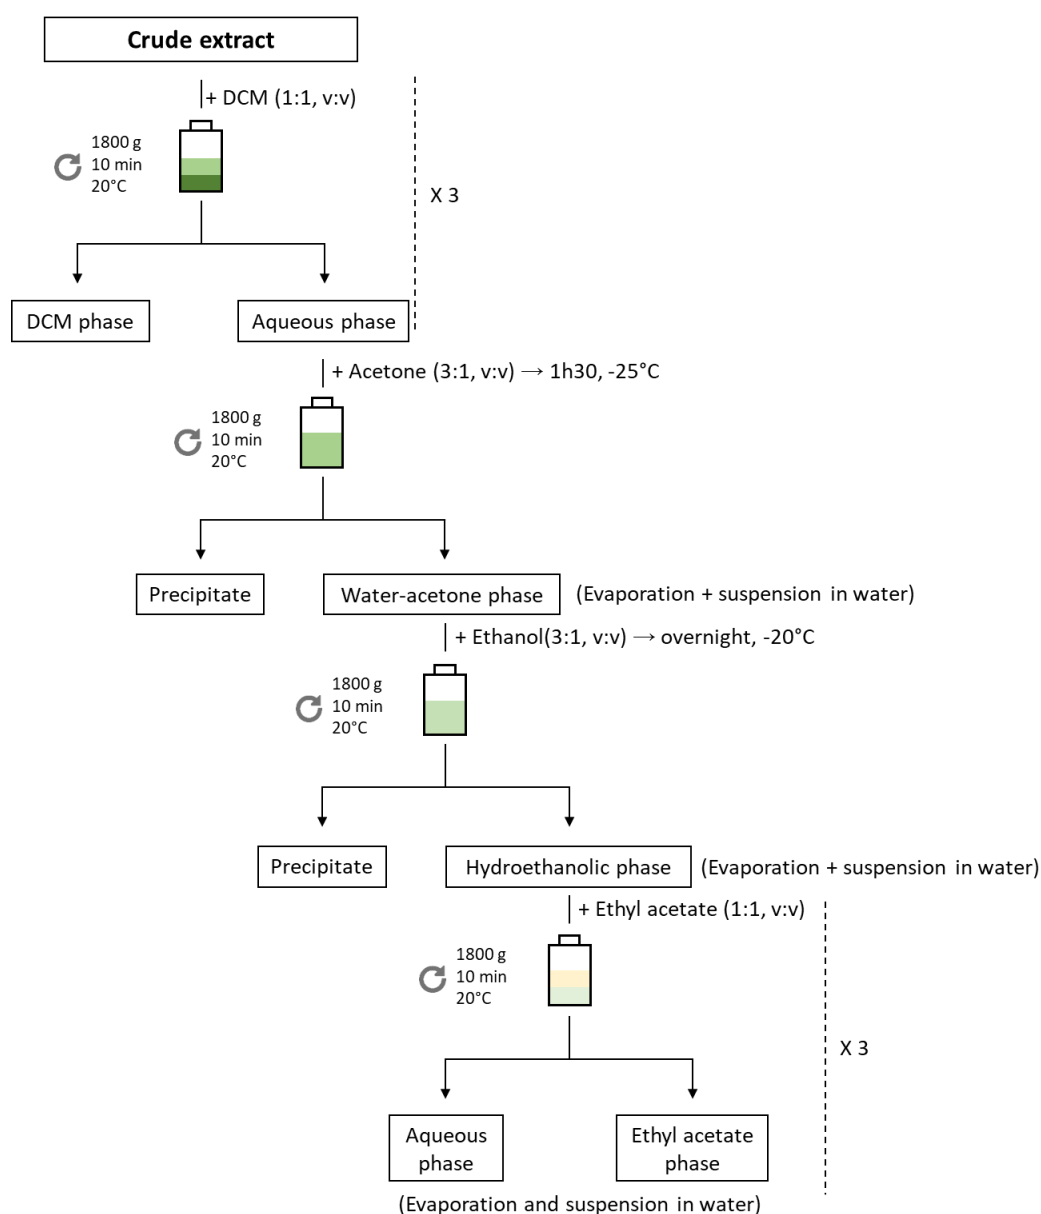 Crude extract
+ DCM (1:1, v:v)
1800 g
10 min
20°C
X 3
DCM phase
Aqueous phase
+ Acetone (3:1, v:v) → 1h30, -25°C
1800 g
10 min
20°C
Precipitate
Water-acetone phase
(Evaporation + suspension in water)
+ Ethanol(3:1, v:v) → overnight, -20°C
1800 g
10 min
20°C
Precipitate
Hydroethanolic phase
(Evaporation + suspension in water)
+ Ethyl acetate (1:1, v:v)
1800 g
10 min
20°C
X 3
Aqueous
phase
Ethyl acetate
phase
(Evaporation and suspension in water)